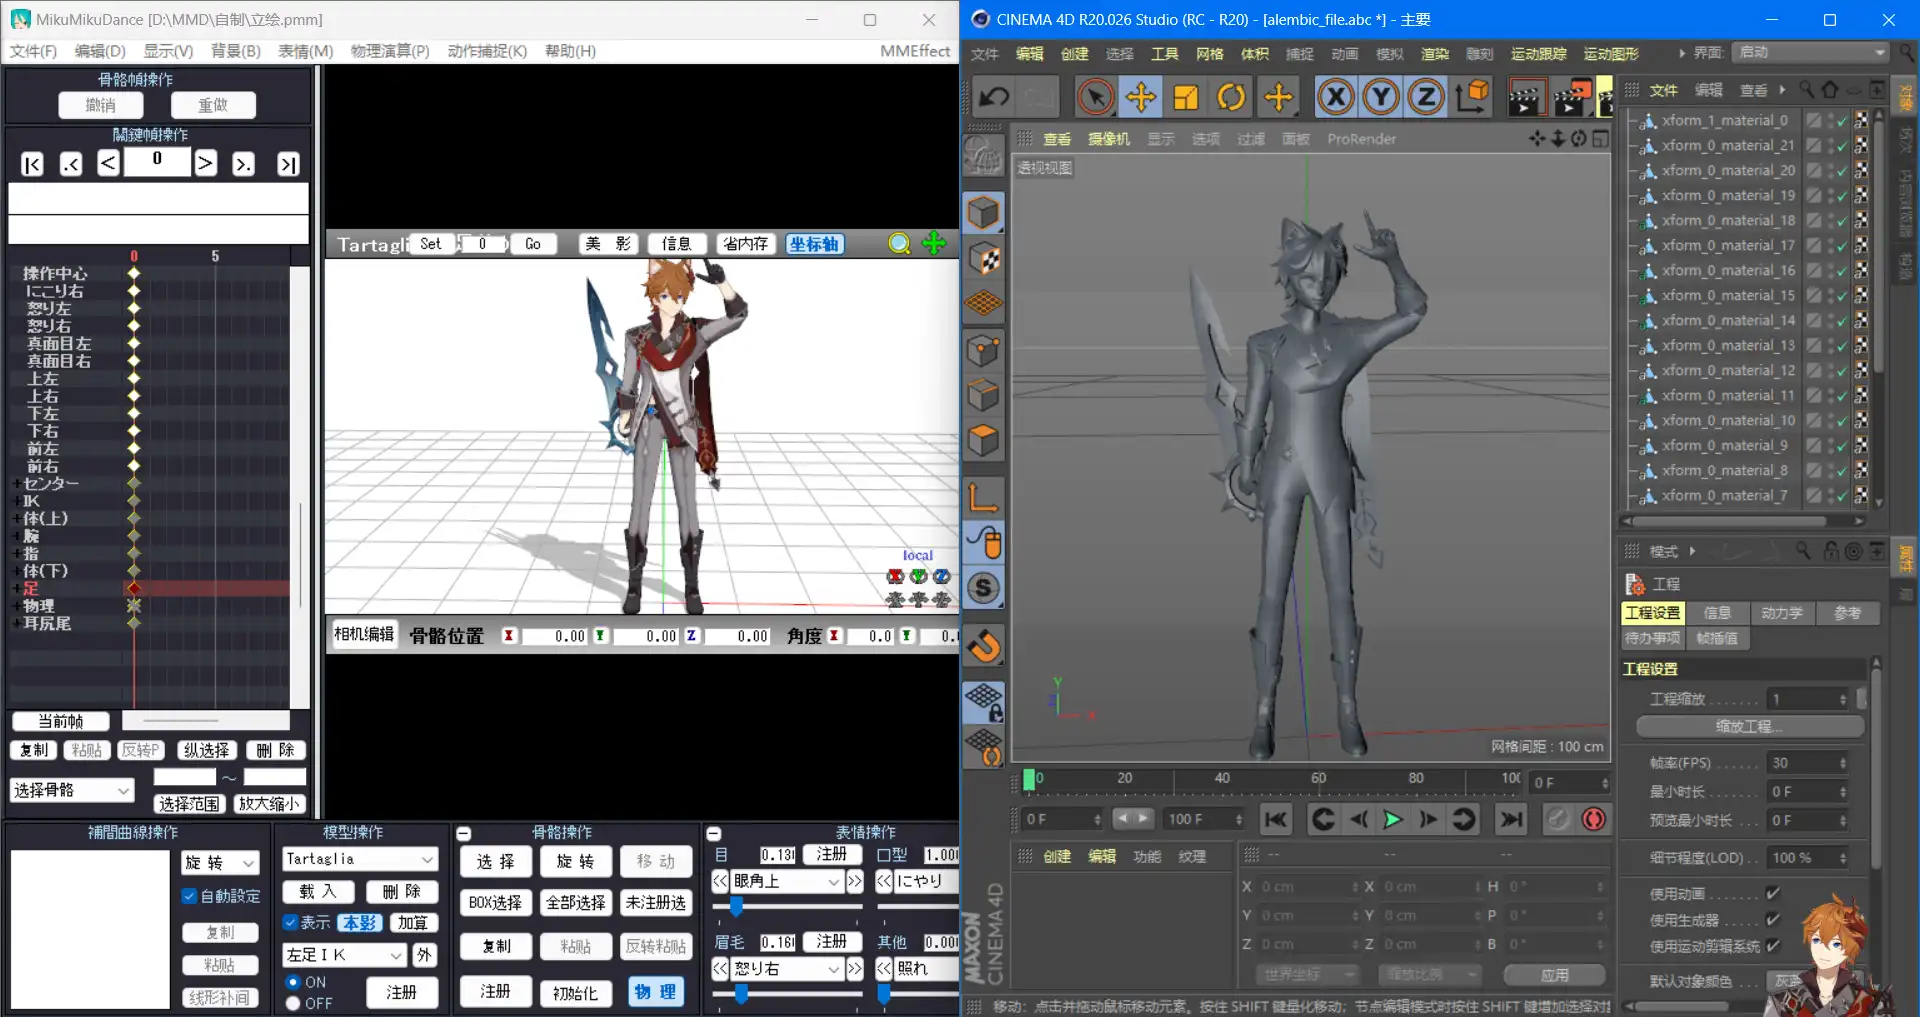 MikuMikuDance [D:\MMD\自制\立绘.pmm]
文件(F) 编辑(D) 显示(V) 背景(B) 表情(M) 物理演算(P) 动作捕捉(K) 帮助(H) MMEffect
骨骼幀操作
撤销 重做
關鍵幀操作
|< .< < 0 > >. >|
0 5
操作中心
にこり右
怒り左
怒り右
真面目左
真面目右
上左
上右
下左
下右
前左
前右
センター
IK
体(上)
腕
指
体(下)
足
物理
耳尻尾
当前帧
复制 粘贴 反转P 纵选择 删 除
选择骨骼 ～
选择范围 放大缩小
Set 0 Go 美 影 信息 省内存 坐标轴
local
相机编辑 骨骼位置 X 0.00 Y 0.00 Z 0.00 角度 X 0.0 Y
補間曲線操作
旋 转
自動設定
复制
粘贴
线形补间
模型操作
Tartaglia
载 入 删 除
表示 本影 加算
左足ＩＫ 外
ON
OFF
注册
骨骼操作
选 择 旋 转 移 动
BOX选择 全部选择 未注册选
复制 粘贴 反转粘贴
注册 初始化 物 理
表情操作
目 注册 口型
<< 眼角上 >> << にやり
眉毛 注册 其他
<< 怒り右 >> << 照れ
CINEMA 4D R20.026 Studio (RC - R20) - [alembic_file.abc *] - 主要
文件 编辑 创建 选择 工具 网格 体积 捕捉 动画 模拟 渲染 雕刻 运动跟踪 运动图形 界面: 启动
X Y Z
文件 编辑 查看
查看 摄像机 显示 选项 过滤 面板 ProRender
透视视图
xform_1_material_0
xform_0_material_21
xform_0_material_20
xform_0_material_19
xform_0_material_18
xform_0_material_17
xform_0_material_16
xform_0_material_15
xform_0_material_14
xform_0_material_13
xform_0_material_12
xform_0_material_11
xform_0_material_10
xform_0_material_9
xform_0_material_8
xform_0_material_7
对象
Y
网格间距 : 100 cm
0 20 40 60 80 0 F
0 F 100 F
创建 编辑 功能 纹理
-- -- --
X 0 cm X 0 cm H 0 °
Y 0 cm Y 0 cm P 0 °
Z 0 cm Z 0 cm B 0 °
世界坐标 缩放比例 应用
MAXON CINEMA 4D
模式
属性
工程
工程设置 信息 动力学 参考
待办事项 帧插值
工程设置
工程缩放 1
缩放工程...
帧率(FPS) 30
最小时长 0 F
预览最小时长 0 F
细节程度(LOD) 100 %
使用动画
使用生成器
使用运动剪辑系统
默认对象颜色
移动：点击并拖动鼠标移动元素。按住 SHIFT 键量化移动；节点编辑模式时按住 SHIFT 键增加选择对